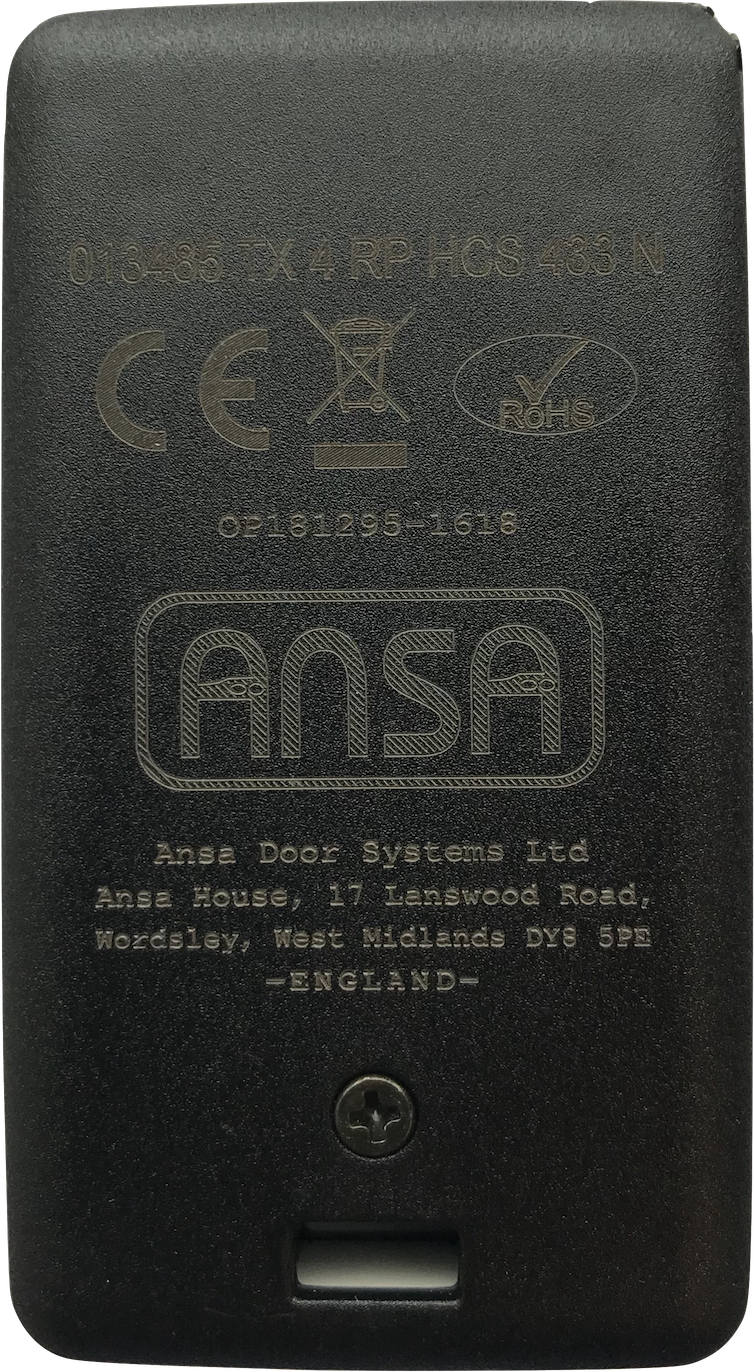 013485 TX 4 RP HCS 433 N
CE
RoHS
OP181295-1618
ANSA
Ansa Door Systems Ltd
Ansa House, 17 Lanswood Road,
Wordsley, West Midlands DY8 5PE
-ENGLAND-